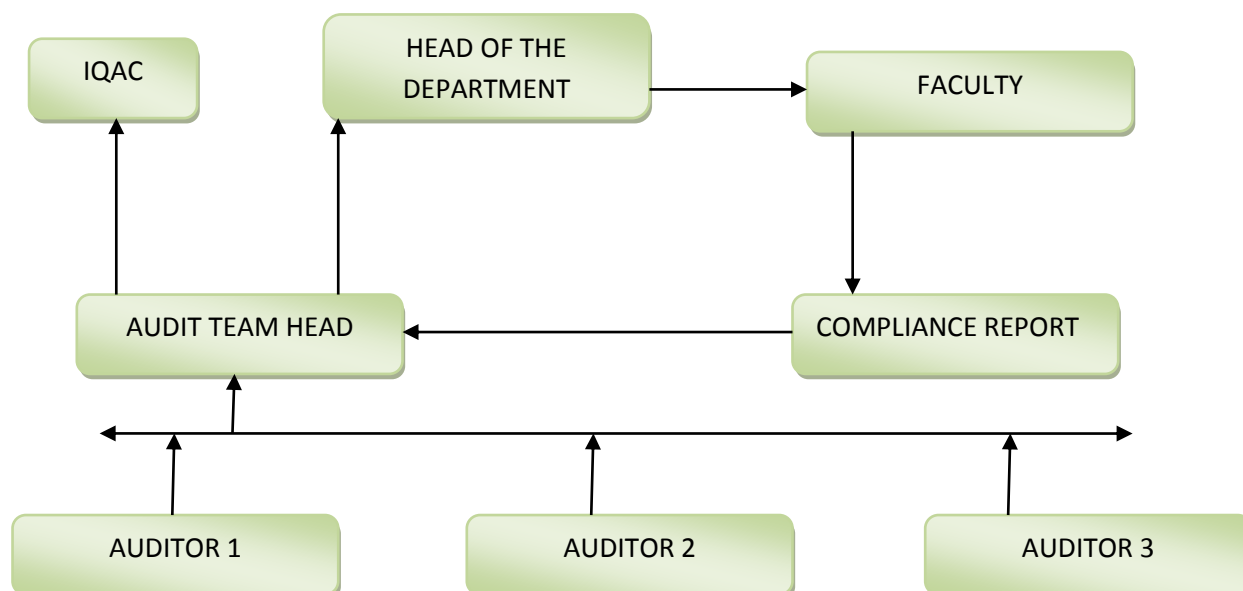 IQAC
HEAD OF THE
DEPARTMENT
FACULTY
AUDIT TEAM HEAD
COMPLIANCE REPORT
AUDITOR 1
AUDITOR 2
AUDITOR 3